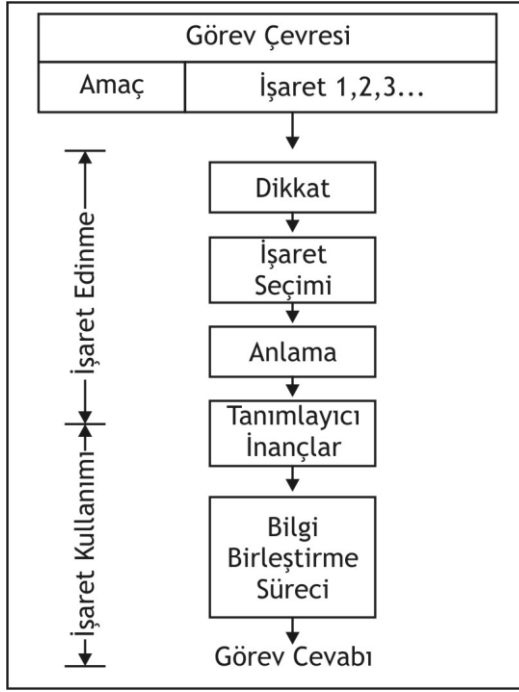 Görev Çevresi
Amaç
İşaret 1,2,3...
Dikkat
İşaret
Seçimi
Anlama
Tanımlayıcı
İnançlar
Bilgi
Birleştirme
Süreci
Görev Cevabı
İşaret Edinme
İşaret Kullanımı